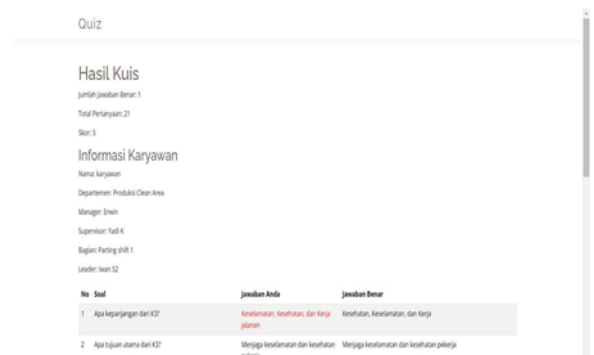 Quiz
Hasil Kuis
Jumlah Jawaban Benar: 1
Total Pertanyaan: 21
Skor: 5
Informasi Karyawan
Nama: karyawan
Departemen: Produksi Clean Area
Manager: Erwin
Supervisor: Yadi K
Bagian: Parting shift 1
Leader: Iwan S2
No Soal Jawaban Anda Jawaban Benar
1 Apa kepanjangan dari K3? Keselamatan, Kesehatan, dan Kerja Kesehatan, Keselamatan, dan Kerja
jalanan
2 Apa tujuan utama dari K3? Menjaga keselamatan dan kesehatan Menjaga keselamatan dan kesehatan pekerja